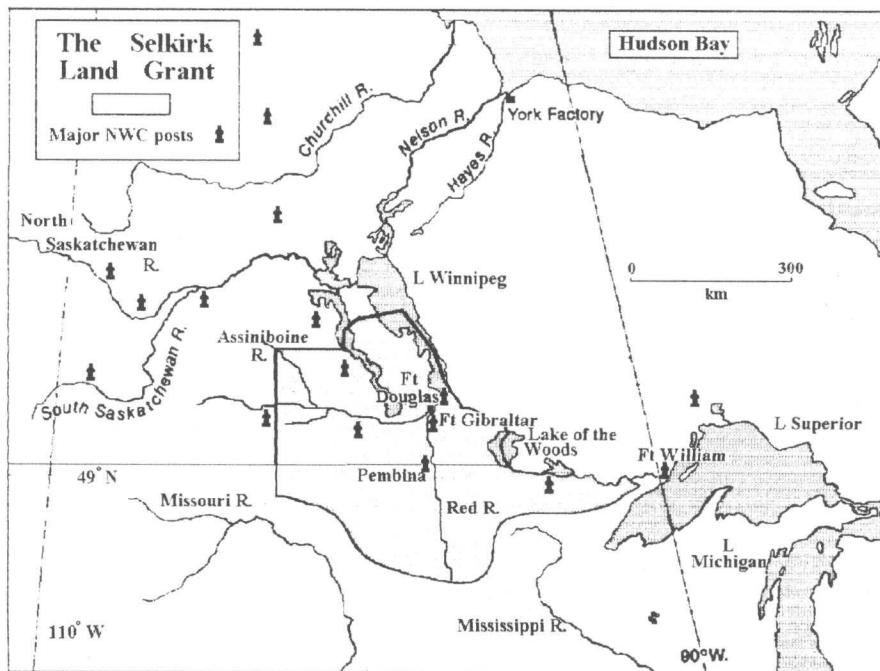 The Selkirk
Land Grant
Major NWC posts
Hudson Bay
Churchill R.
Nelson R.
York Factory
Hayes R.
North
Saskatchewan
R.
L Winnipeg
0 300
km
Assiniboine
R.
South Saskatchewan R.
Ft
Douglas
Ft Gibraltar
L Superior
Lake of the
Woods
Ft William
49° N
Pembina
Missouri R.
Red R.
L
Michigan
Mississippi R.
110° W
90°W.